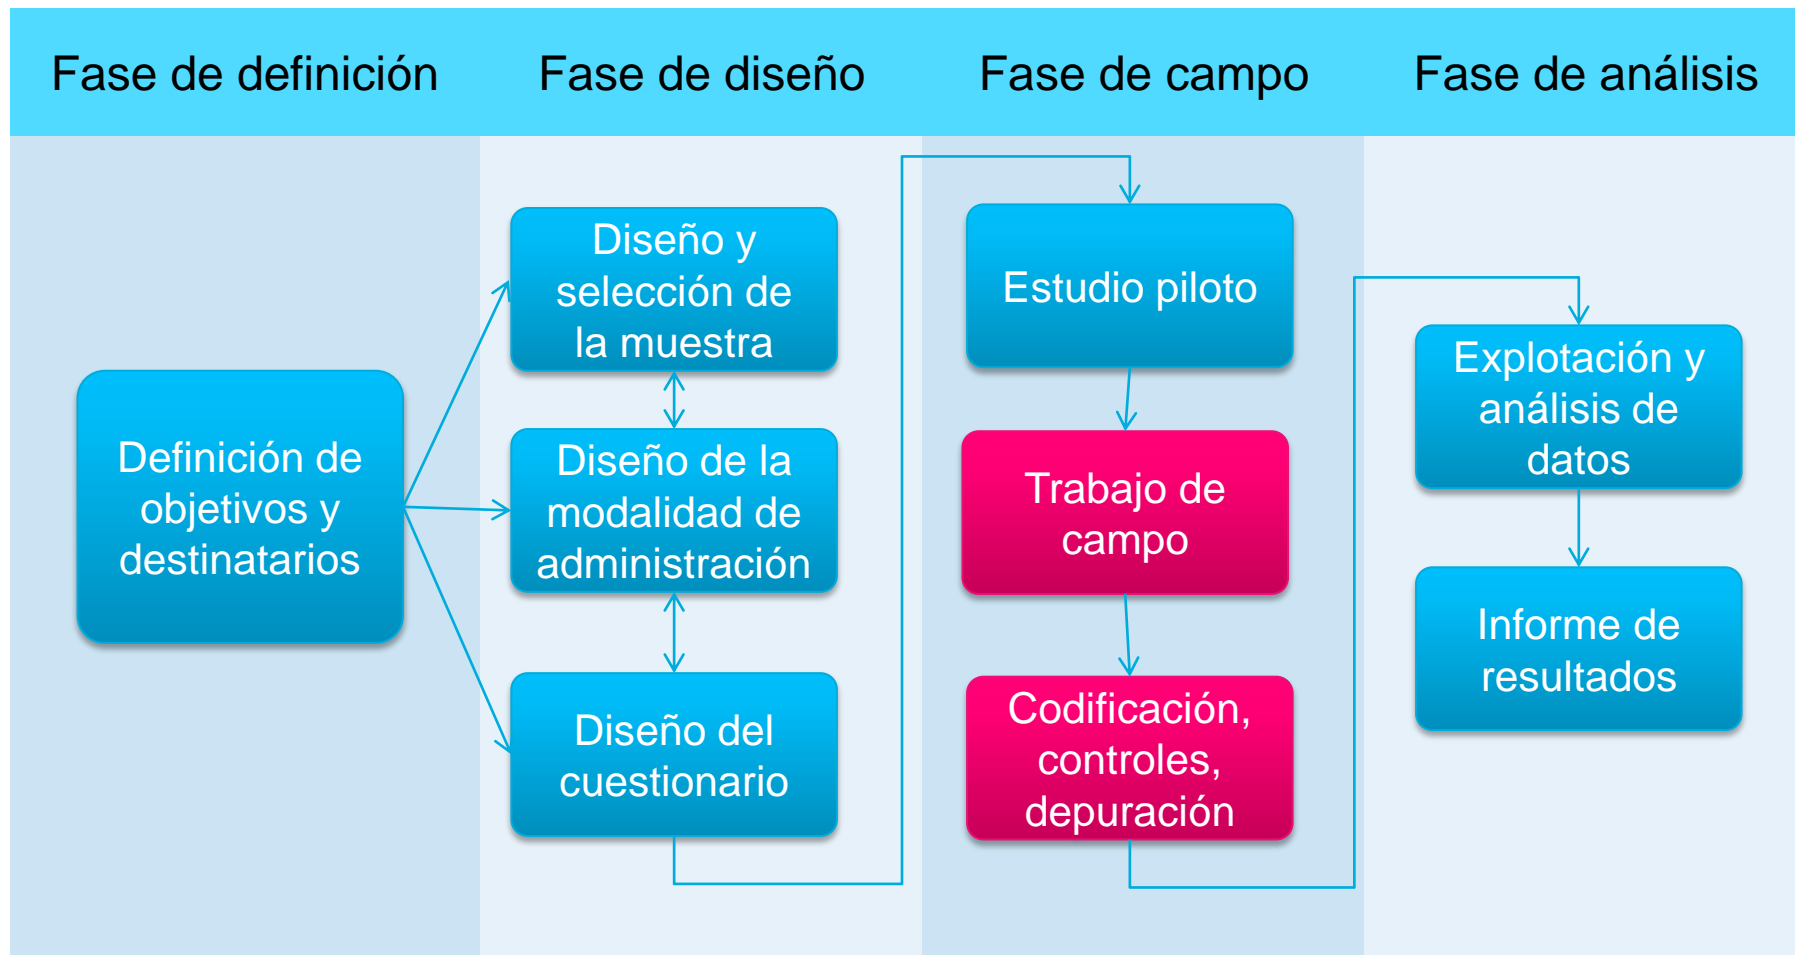 Fase de definición
Fase de diseño
Fase de campo
Fase de análisis
Definición de
objetivos y
destinatarios
Diseño y
selección de
la muestra
Diseño de la
modalidad de
administración
Diseño del
cuestionario
Estudio piloto
Trabajo de
campo
Codificación,
controles,
depuración
Explotación y
análisis de
datos
Informe de
resultados